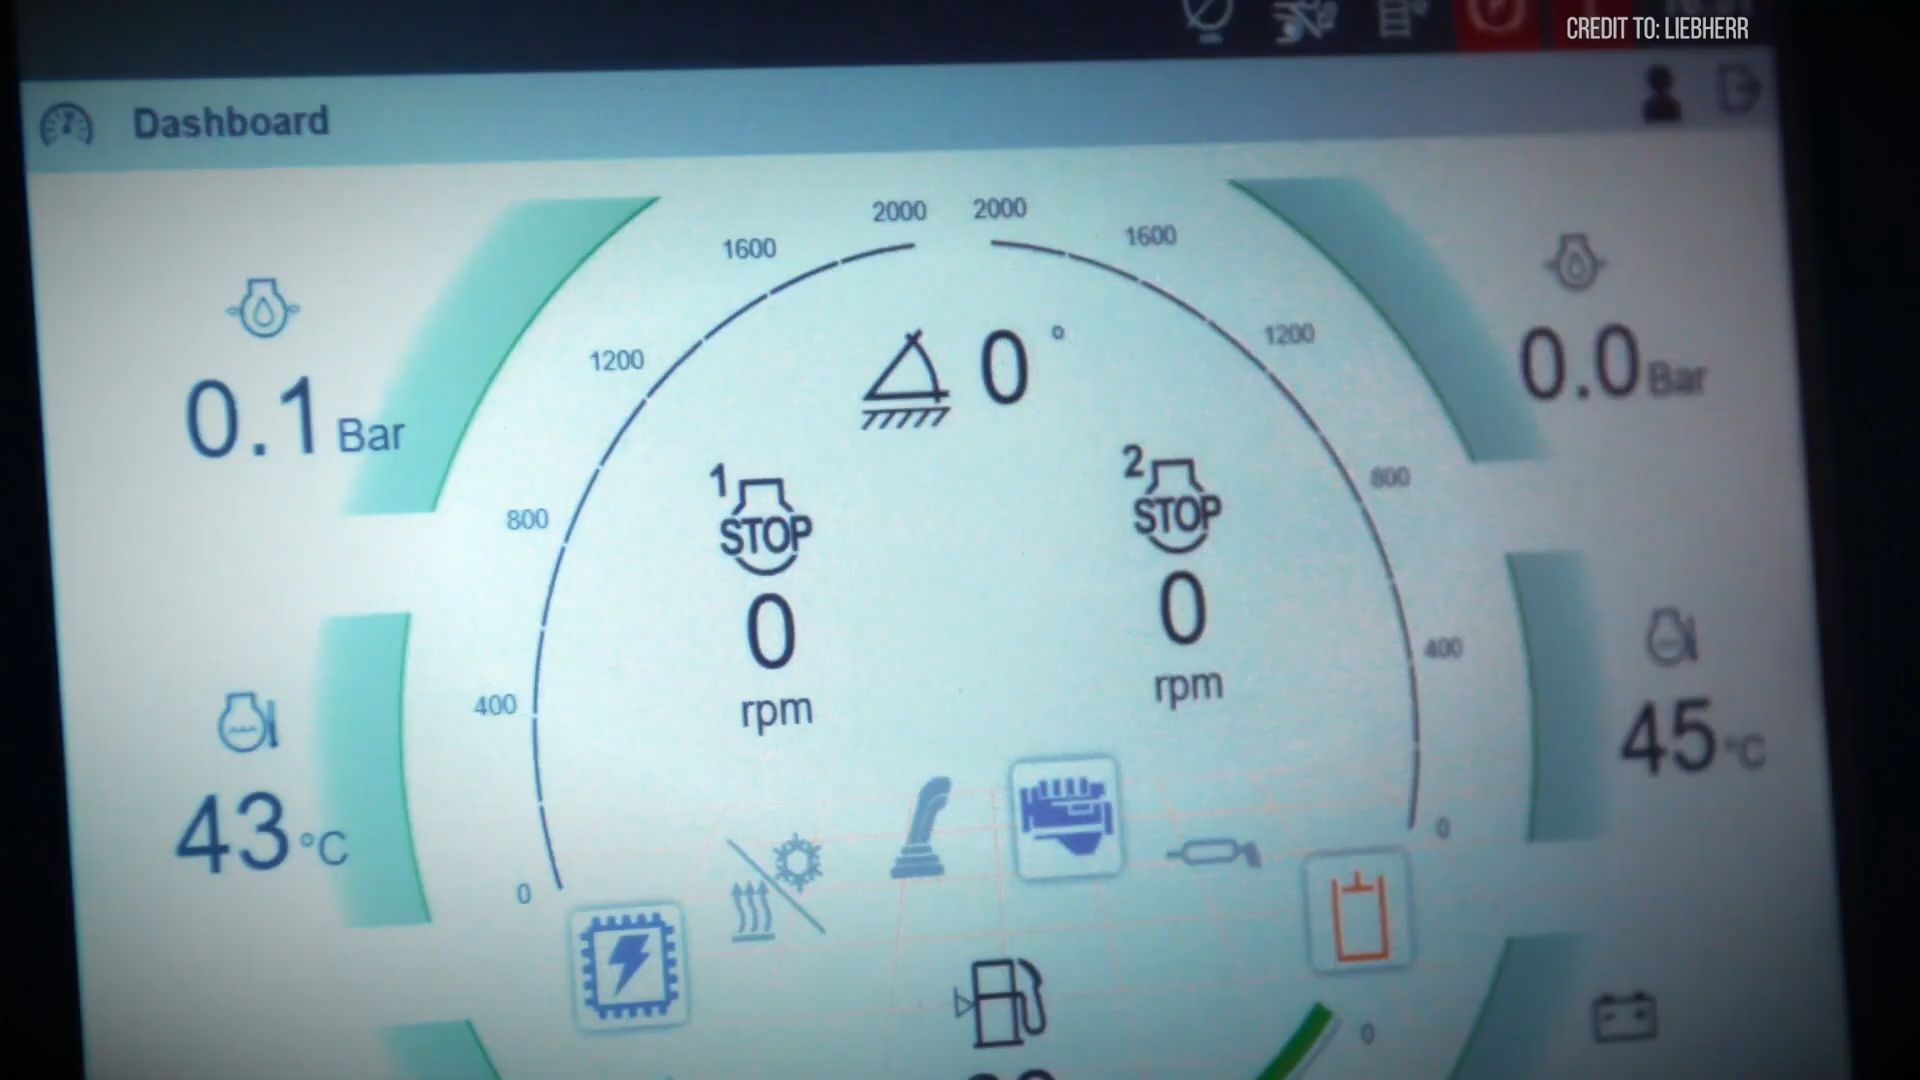 CREDIT TO: LIEBHERR
Dashboard
2000 2000
1600 1600
1200 1200
800 800
400 400
0 0
0.1 Bar
0.0 Bar
0 °
1 STOP
0
rpm
2 STOP
0
rpm
43 °C
45 °C
0